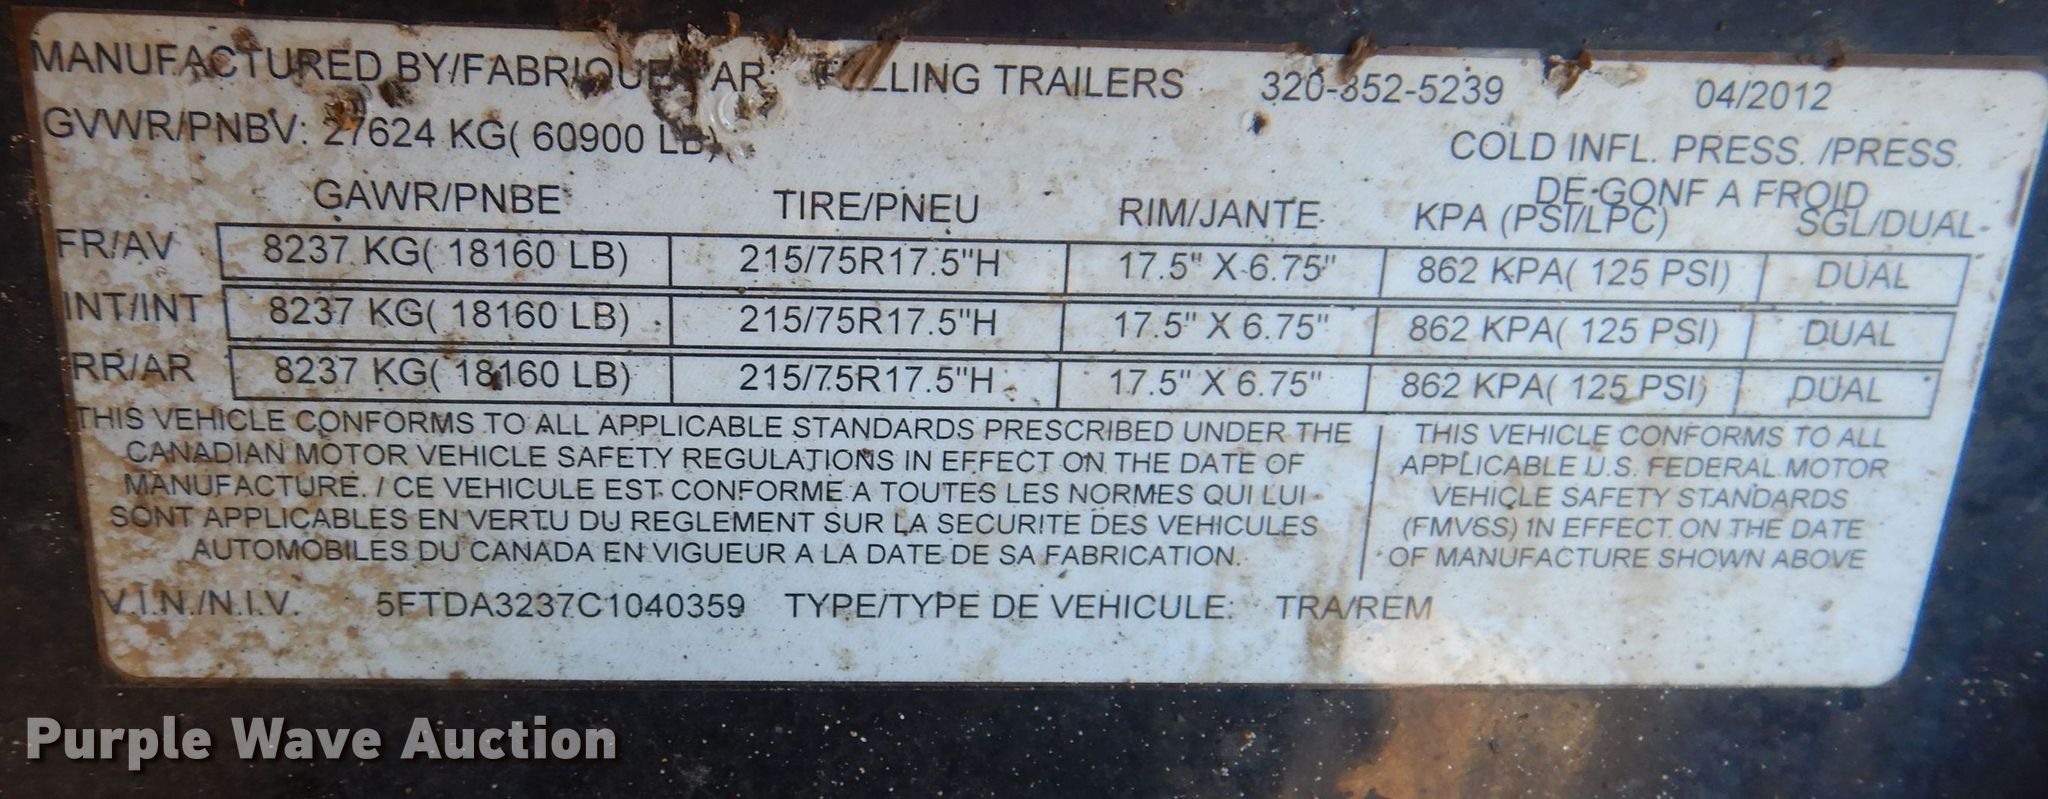 MANUFACTURED BY/FABRIQUE PAR: LLING TRAILERS 320-352-5239 04/2012
GVWR/PNBV: 27624 KG( 60900 LB)
COLD INFL. PRESS. /PRESS.
DE GONF A FROID
GAWR/PNBE TIRE/PNEU RIM/JANTE KPA (PSI/LPC) SGL/DUAL
FR/AV 8237 KG( 18160 LB) 215/75R17.5"H 17.5" X 6.75" 862 KPA( 125 PSI) DUAL
INT/INT 8237 KG( 18160 LB) 215/75R17.5"H 17.5" X 6.75" 862 KPA( 125 PSI) DUAL
RR/AR 8237 KG( 18160 LB) 215/75R17.5"H 17.5" X 6.75" 862 KPA( 125 PSI) DUAL
THIS VEHICLE CONFORMS TO ALL APPLICABLE STANDARDS PRESCRIBED UNDER THE
CANADIAN MOTOR VEHICLE SAFETY REGULATIONS IN EFFECT ON THE DATE OF
MANUFACTURE. / CE VEHICULE EST CONFORME A TOUTES LES NORMES QUI LUI
SONT APPLICABLES EN VERTU DU REGLEMENT SUR LA SECURITE DES VEHICULES
AUTOMOBILES DU CANADA EN VIGUEUR A LA DATE DE SA FABRICATION.
THIS VEHICLE CONFORMS TO ALL
APPLICABLE U.S. FEDERAL MOTOR
VEHICLE SAFETY STANDARDS
(FMVSS) IN EFFECT ON THE DATE
OF MANUFACTURE SHOWN ABOVE
V.I.N./N.I.V. 5FTDA3237C1040359 TYPE/TYPE DE VEHICULE: TRA/REM
Purple Wave Auction